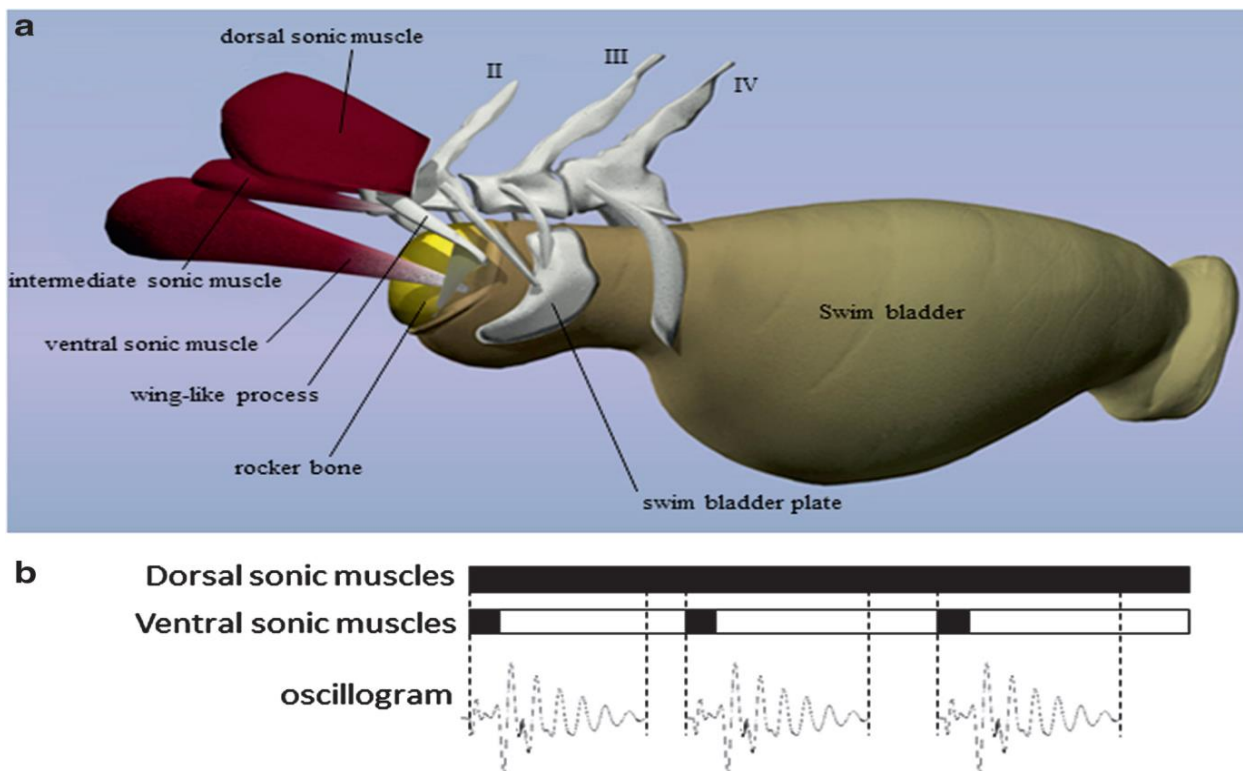 a
dorsal sonic muscle
II
III
IV
intermediate sonic muscle
ventral sonic muscle
wing-like process
rocker bone
Swim bladder
swim bladder plate
b
Dorsal sonic muscles
Ventral sonic muscles
oscillogram